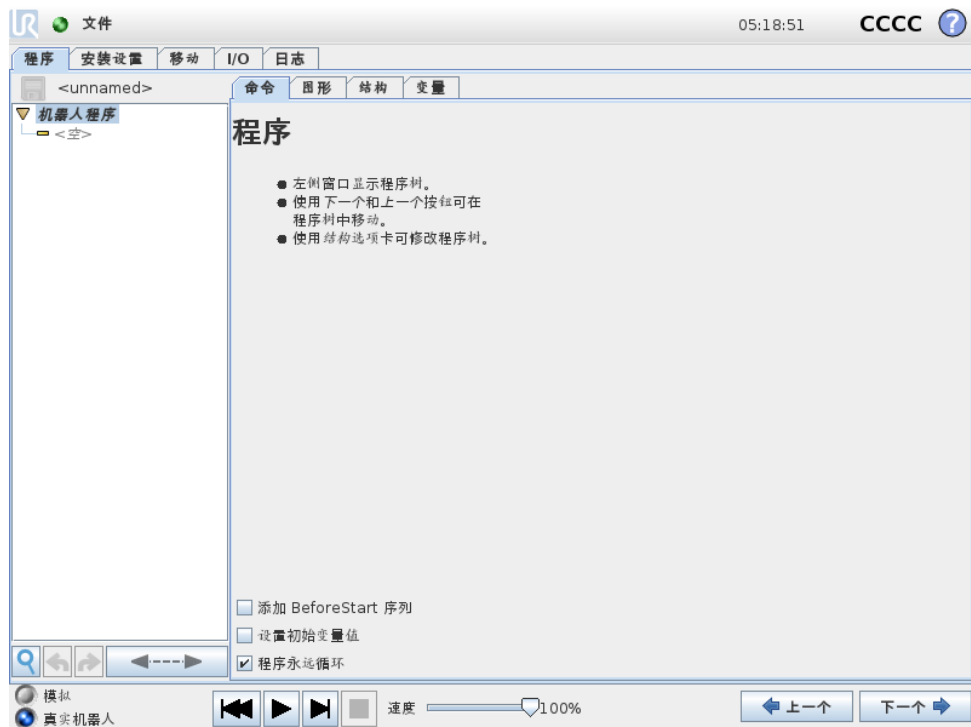 UR 文件 05:18:51 CCCC ?
程序 安装设置 移动 I/O 日志
<unnamed> 命令 图形 结构 变量
机器人程序
<空>
程序
左侧窗口显示程序树。
使用下一个和上一个按钮可在
程序树中移动。
使用结构选项卡可修改程序树。
添加 BeforeStart 序列
设置初始变量值
程序永远循环
模拟
真实机器人
速度 100% 上一个 下一个